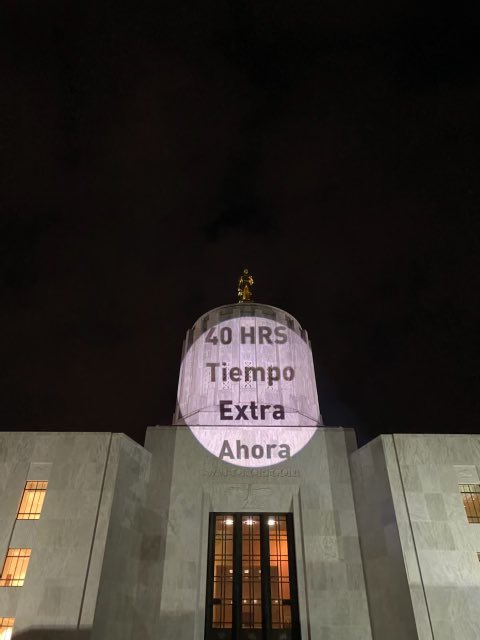 40 HRS
Tiempo
Extra
Ahora